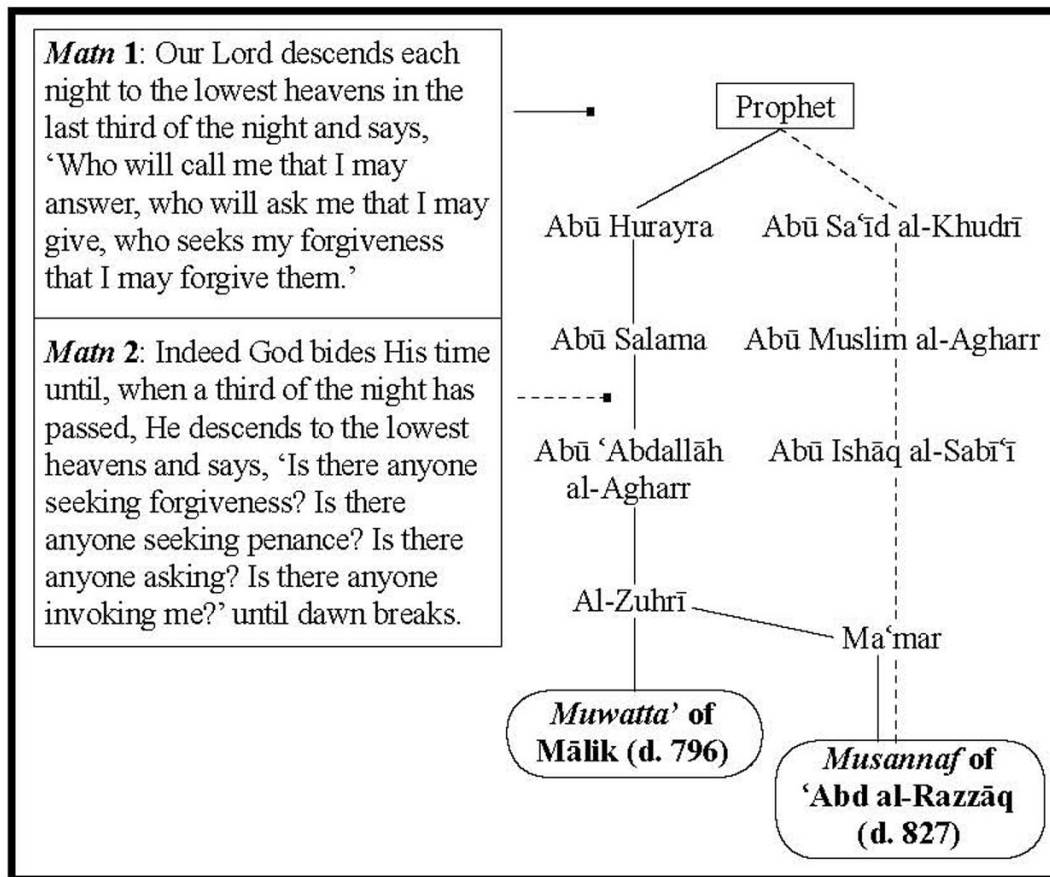 Matn 1: Our Lord descends each
night to the lowest heavens in the
last third of the night and says,
‘Who will call me that I may
answer, who will ask me that I may
give, who seeks my forgiveness
that I may forgive them.’
Matn 2: Indeed God bides His time
until, when a third of the night has
passed, He descends to the lowest
heavens and says, ‘Is there anyone
seeking forgiveness? Is there
anyone seeking penance? Is there
anyone asking? Is there anyone
invoking me?’ until dawn breaks.
Prophet
Abū Hurayra
Abū Sa‘īd al-Khudrī
Abū Salama
Abū Muslim al-Agharr
Abū ‘Abdallāh
al-Agharr
Abū Ishāq al-Sabī‘ī
Al-Zuhrī
Ma‘mar
Muwatta’ of
Mālik (d. 796)
Musannaf of
‘Abd al-Razzāq
(d. 827)